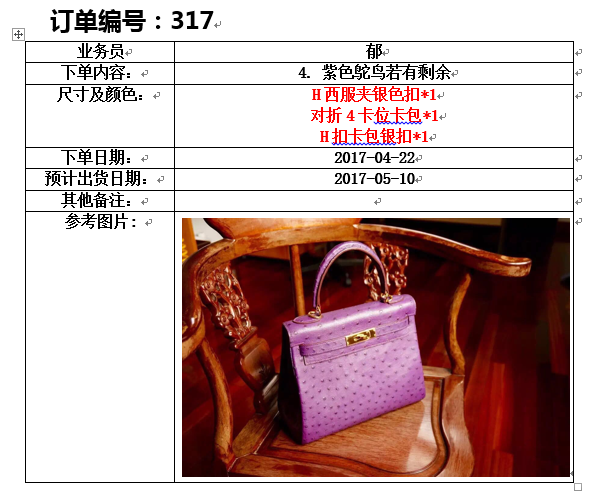 订单编号：317
业务员 郁
下单内容： 4. 紫色鸵鸟若有剩余
尺寸及颜色： H西服夹银色扣*1
对折4卡位卡包*1
H扣卡包银扣*1
下单日期： 2017-04-22
预计出货日期： 2017-05-10
其他备注：
参考图片：